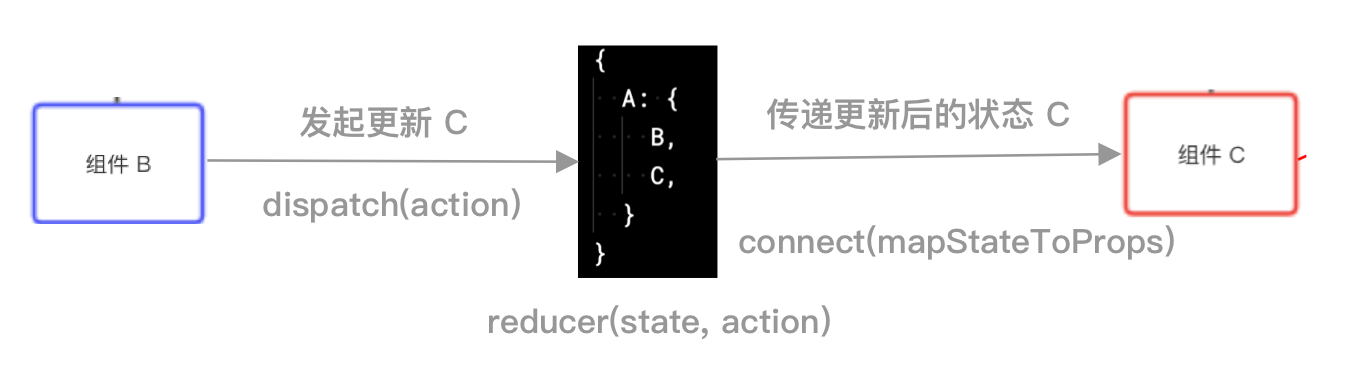 组件 B
发起更新 C
dispatch(action)
{
A: {
B,
C,
}
}
reducer(state, action)
传递更新后的状态 C
connect(mapStateToProps)
组件 C